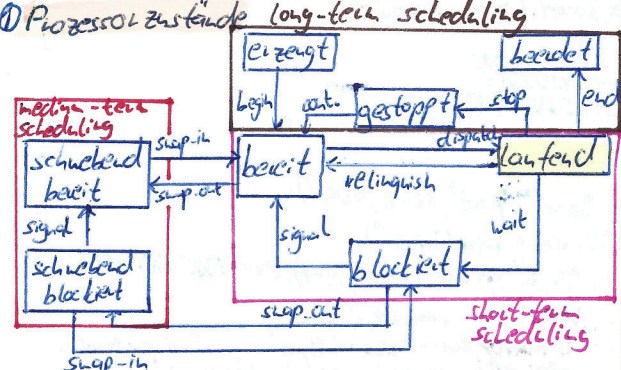 ① Prozessorzustände
long-term scheduling
erzeugt
beendet
begin
cont.
gestoppt
stop
end
medium-term
scheduling
schwebend
bereit
swap-in
swap-out
bereit
dispatch
relinquish
laufend
signal
schwebend
blockiert
signal
blockiert
wait
swap-out
short-term
scheduling
swap-in